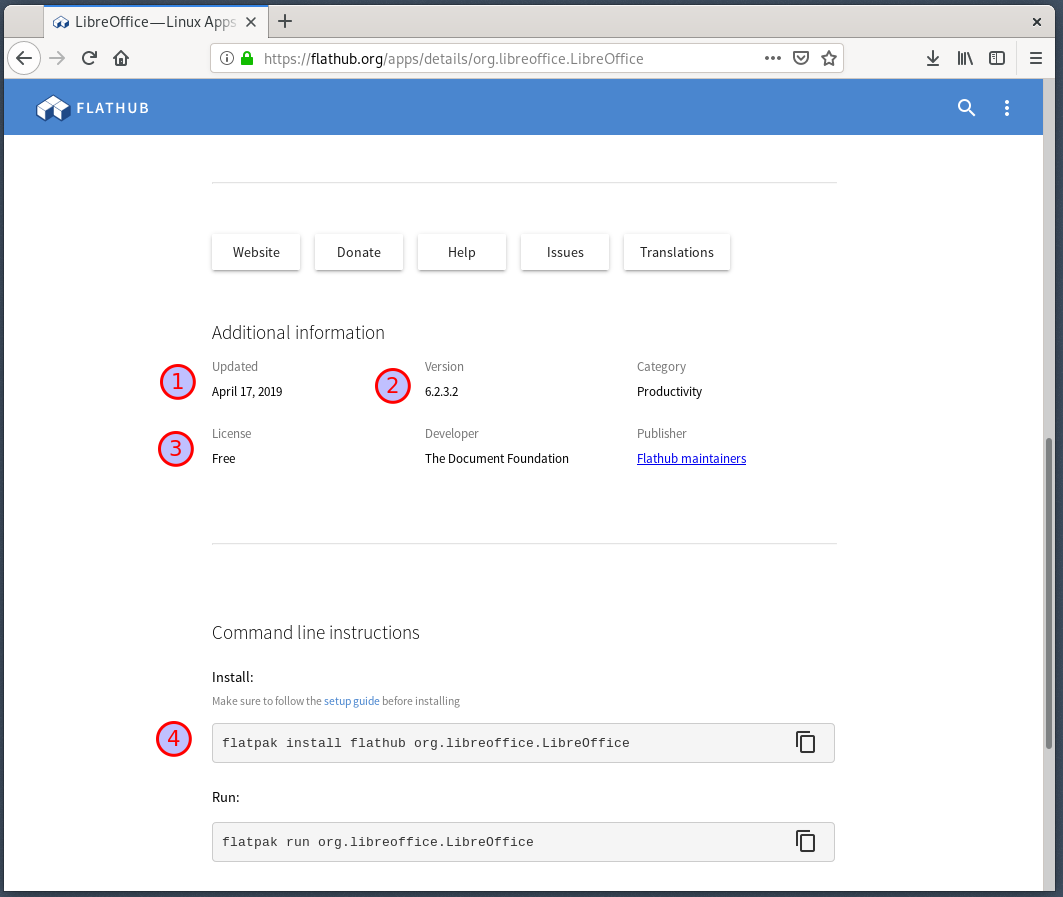 LibreOffice—Linux Apps
https://flathub.org/apps/details/org.libreoffice.LibreOffice
FLATHUB
Website Donate Help Issues Translations
Additional information
Updated Version Category
1 April 17, 2019 2 6.2.3.2 Productivity
License Developer Publisher
3 Free The Document Foundation Flathub maintainers
Command line instructions
Install:
Make sure to follow the setup guide before installing
4 flatpak install flathub org.libreoffice.LibreOffice
Run:
flatpak run org.libreoffice.LibreOffice